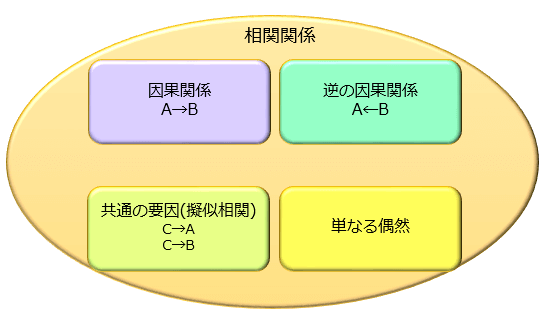 相関関係
因果関係
A→B
逆の因果関係
A←B
共通の要因(擬似相関)
C→A
C→B
単なる偶然